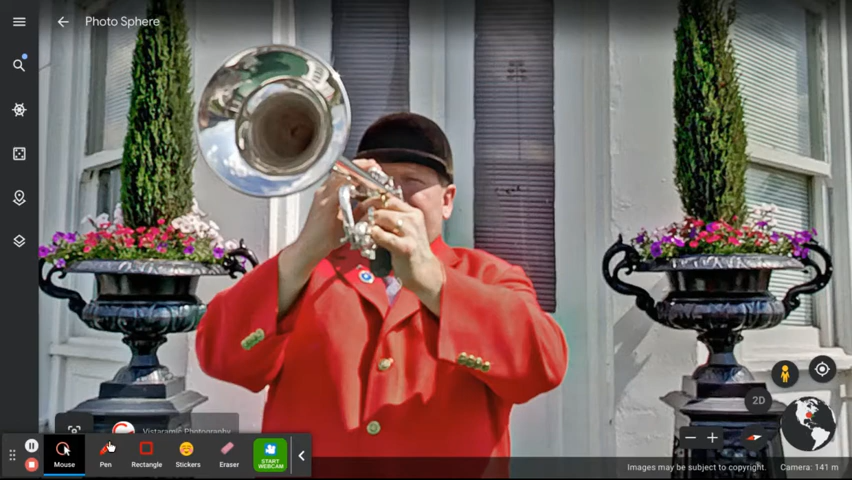 Photo Sphere
2D
Vistaramic Photography
Mouse
Pen
Rectangle
Stickers
Eraser
START
WEBCAM
Images may be subject to copyright.
Camera: 141 m